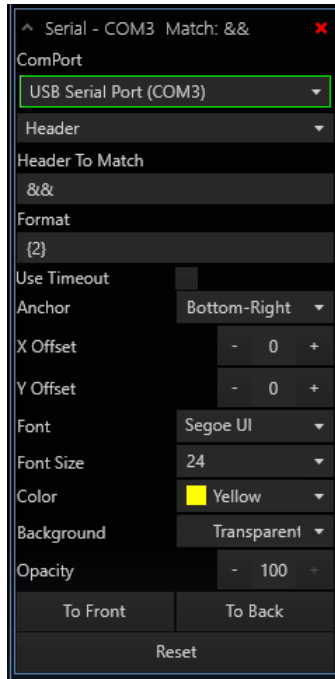 Serial - COM3 Match: &&
ComPort
USB Serial Port (COM3)
Header
Header To Match
&&
Format
{2}
Use Timeout
Anchor Bottom-Right
X Offset - 0 +
Y Offset - 0 +
Font Segoe UI
Font Size 24
Color Yellow
Background Transparent
Opacity - 100 +
To Front To Back
Reset